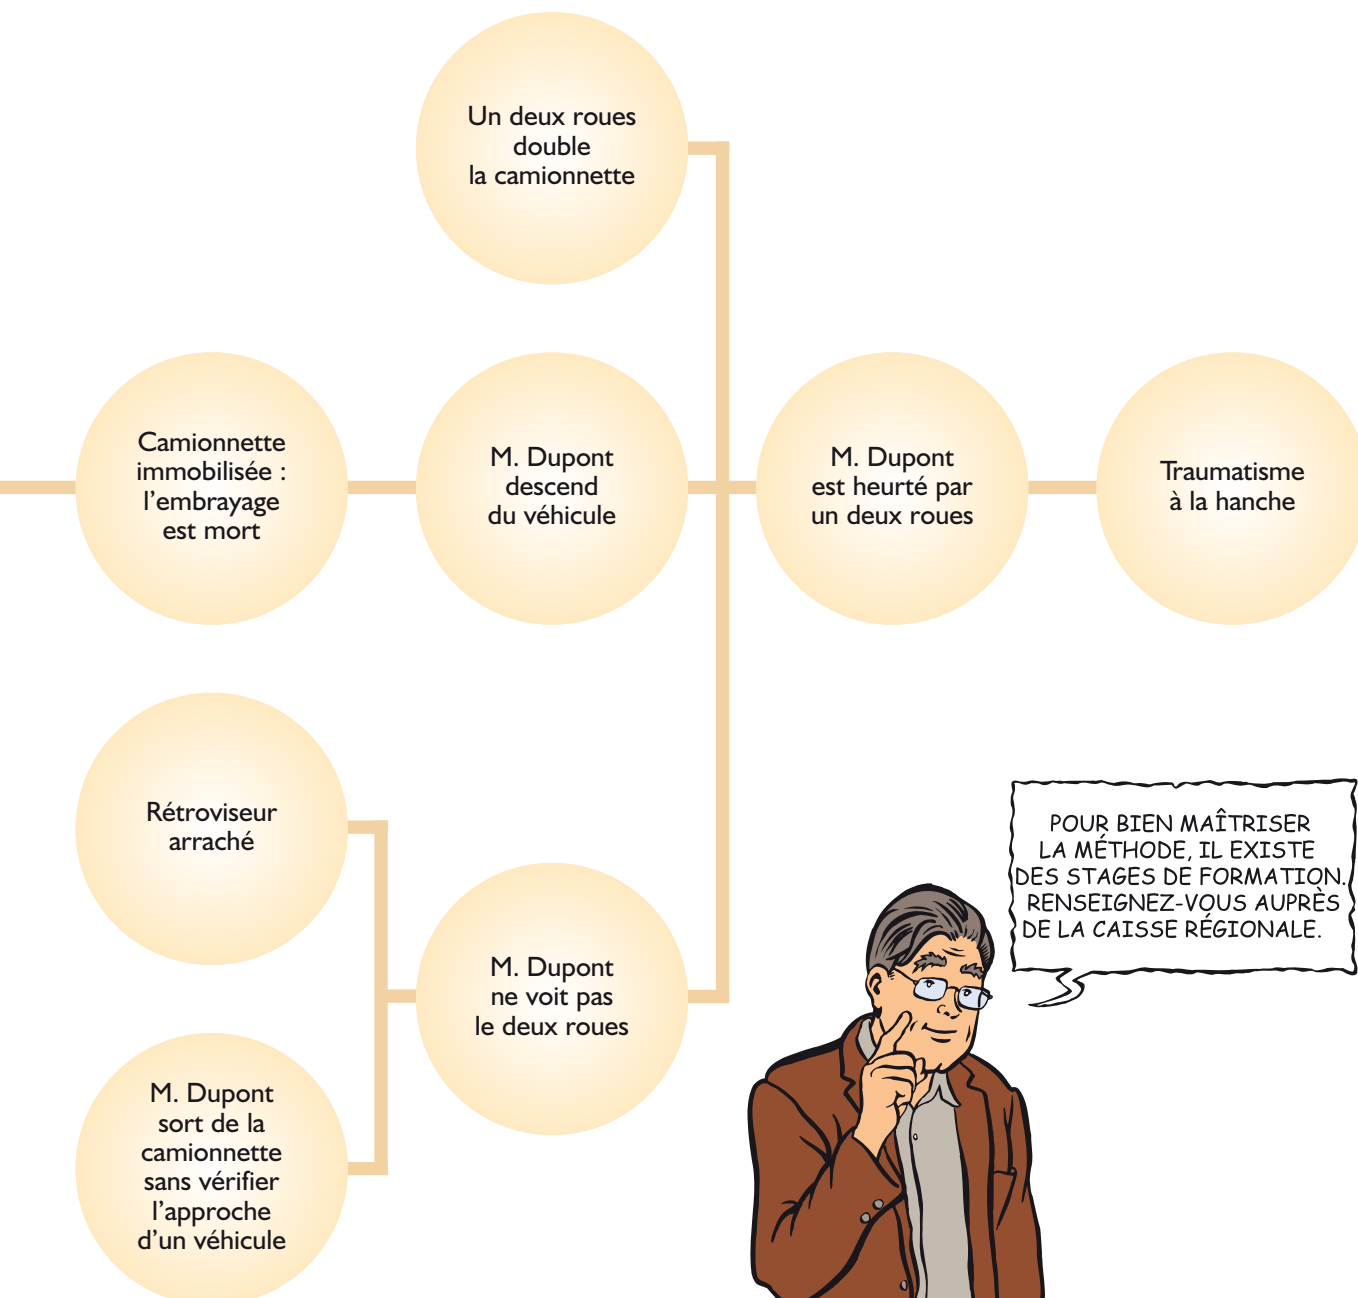 Un deux roues
double
la camionnette
Camionnette
immobilisée :
l’embrayage
est mort
M. Dupont
descend
du véhicule
M. Dupont
est heurté par
un deux roues
Traumatisme
à la hanche
Rétroviseur
arraché
M. Dupont
ne voit pas
le deux roues
M. Dupont
sort de la
camionnette
sans vérifier
l’approche
d’un véhicule
POUR BIEN MAÎTRISER
LA MÉTHODE, IL EXISTE
DES STAGES DE FORMATION.
RENSEIGNEZ-VOUS AUPRÈS
DE LA CAISSE RÉGIONALE.